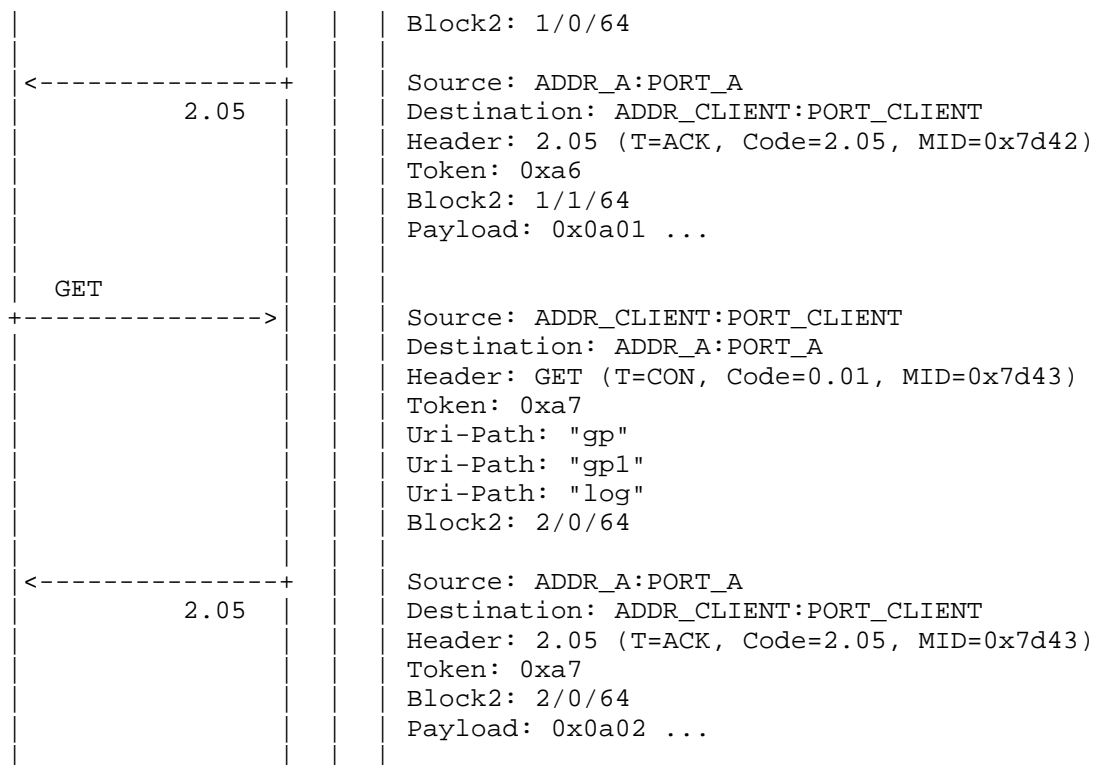 Block2: 1/0/64
Source: ADDR_A:PORT_A
2.05 Destination: ADDR_CLIENT:PORT_CLIENT
Header: 2.05 (T=ACK, Code=2.05, MID=0x7d42)
Token: 0xa6
Block2: 1/1/64
Payload: 0x0a01 ...
GET
Source: ADDR_CLIENT:PORT_CLIENT
Destination: ADDR_A:PORT_A
Header: GET (T=CON, Code=0.01, MID=0x7d43)
Token: 0xa7
Uri-Path: "gp"
Uri-Path: "gp1"
Uri-Path: "log"
Block2: 2/0/64
Source: ADDR_A:PORT_A
2.05 Destination: ADDR_CLIENT:PORT_CLIENT
Header: 2.05 (T=ACK, Code=2.05, MID=0x7d43)
Token: 0xa7
Block2: 2/0/64
Payload: 0x0a02 ...